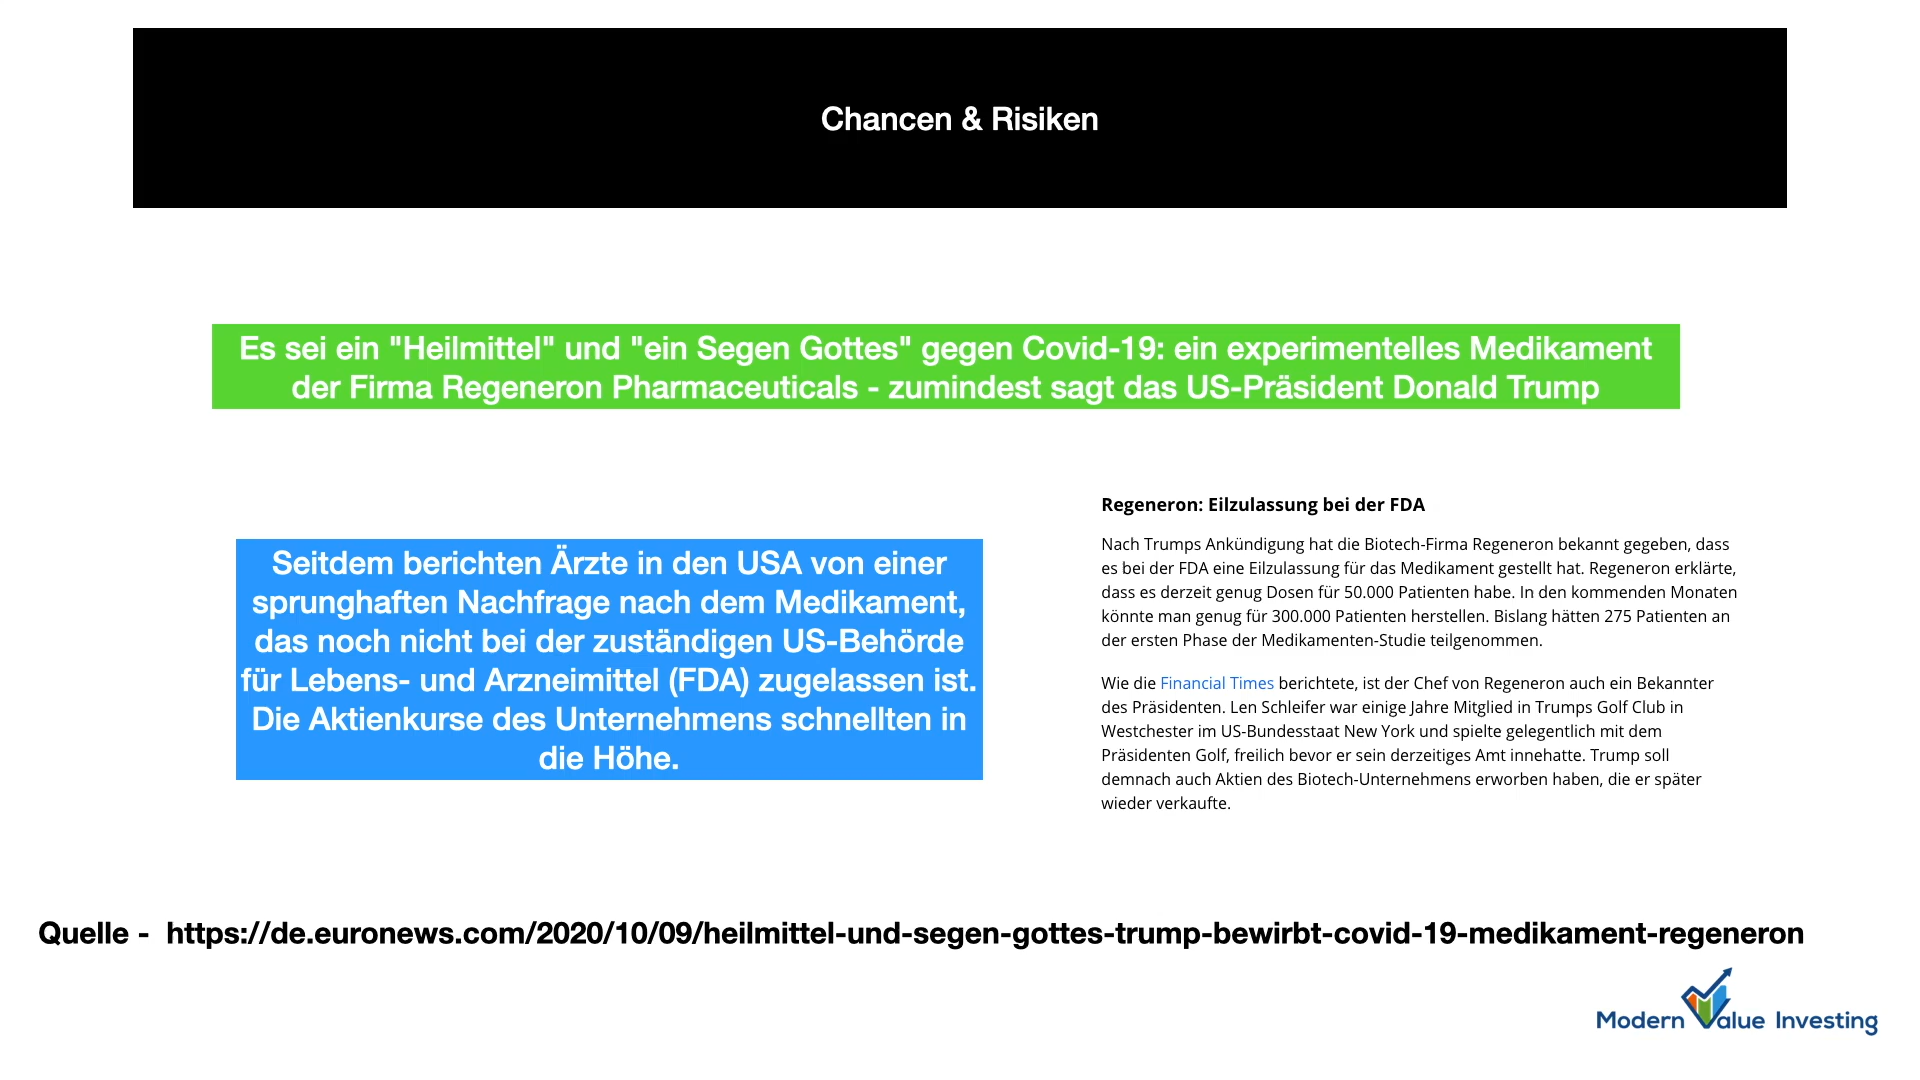 Chancen & Risiken
Es sei ein "Heilmittel" und "ein Segen Gottes" gegen Covid-19: ein experimentelles Medikament
der Firma Regeneron Pharmaceuticals - zumindest sagt das US-Präsident Donald Trump
Seitdem berichten Ärzte in den USA von einer
sprunghaften Nachfrage nach dem Medikament,
das noch nicht bei der zuständigen US-Behörde
für Lebens- und Arzneimittel (FDA) zugelassen ist.
Die Aktienkurse des Unternehmens schnellten in
die Höhe.
Regeneron: Eilzulassung bei der FDA
Nach Trumps Ankündigung hat die Biotech-Firma Regeneron bekannt gegeben, dass
es bei der FDA eine Eilzulassung für das Medikament gestellt hat. Regeneron erklärte,
dass es derzeit genug Dosen für 50.000 Patienten habe. In den kommenden Monaten
könnte man genug für 300.000 Patienten herstellen. Bislang hätten 275 Patienten an
der ersten Phase der Medikamenten-Studie teilgenommen.
Wie die Financial Times berichtete, ist der Chef von Regeneron auch ein Bekannter
des Präsidenten. Len Schleifer war einige Jahre Mitglied in Trumps Golf Club in
Westchester im US-Bundesstaat New York und spielte gelegentlich mit dem
Präsidenten Golf, freilich bevor er sein derzeitiges Amt innehatte. Trump soll
demnach auch Aktien des Biotech-Unternehmens erworben haben, die er später
wieder verkaufte.
Quelle - https://de.euronews.com/2020/10/09/heilmittel-und-segen-gottes-trump-bewirbt-covid-19-medikament-regeneron
Modern Value Investing